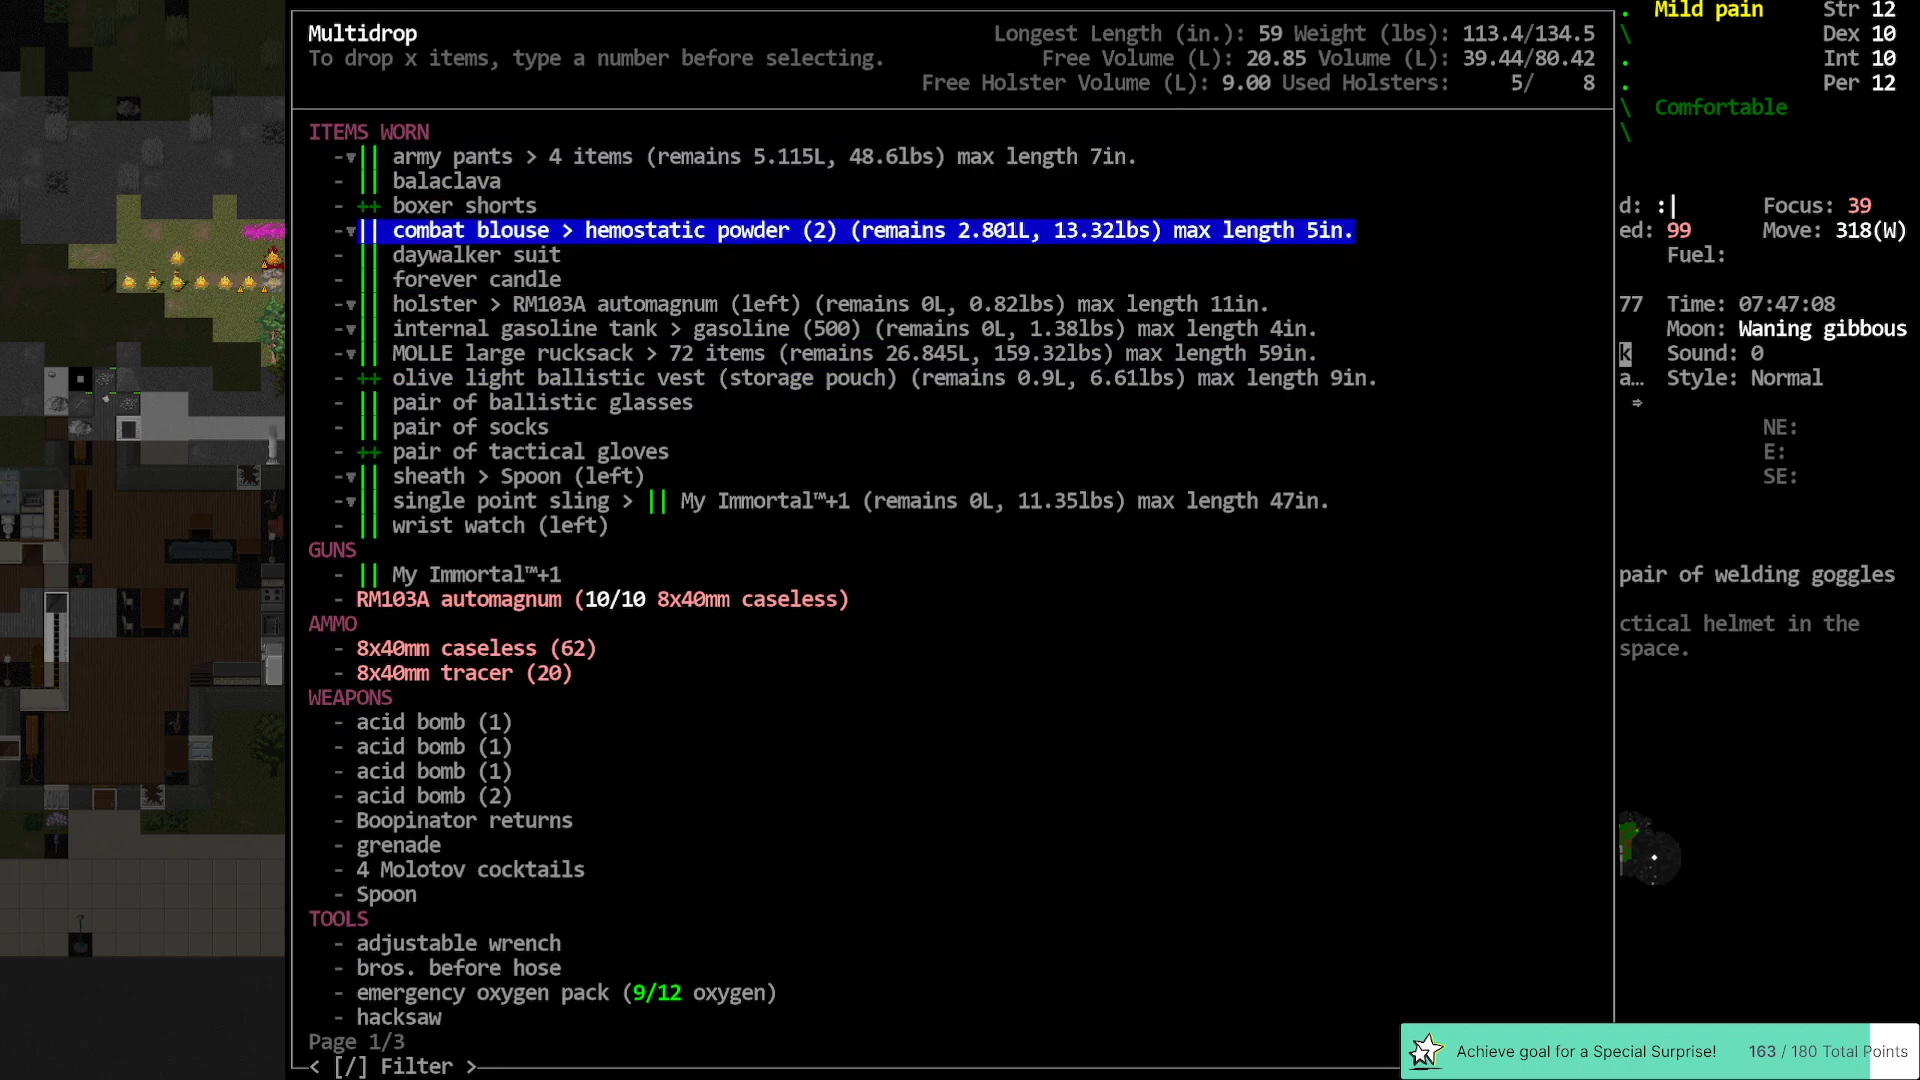 Multidrop
To drop x items, type a number before selecting.
Longest Length (in.): 59 Weight (lbs): 113.4/134.5
Free Volume (L): 20.85 Volume (L): 39.44/80.42
Free Holster Volume (L): 9.00 Used Holsters: 5/ 8
ITEMS WORN
-▾|| army pants > 4 items (remains 5.115L, 48.6lbs) max length 7in.
- || balaclava
- ++ boxer shorts
-▾|| combat blouse > hemostatic powder (2) (remains 2.801L, 13.32lbs) max length 5in.
- || daywalker suit
- || forever candle
-▾|| holster > RM103A automagnum (left) (remains 0L, 0.82lbs) max length 11in.
-▾|| internal gasoline tank > gasoline (500) (remains 0L, 1.38lbs) max length 4in.
-▾|| MOLLE large rucksack > 72 items (remains 26.845L, 159.32lbs) max length 59in.
- ++ olive light ballistic vest (storage pouch) (remains 0.9L, 6.61lbs) max length 9in.
- || pair of ballistic glasses
- || pair of socks
- ++ pair of tactical gloves
-▾|| sheath > Spoon (left)
-▾|| single point sling > || My Immortal™+1 (remains 0L, 11.35lbs) max length 47in.
- || wrist watch (left)
GUNS
- || My Immortal™+1
- RM103A automagnum (10/10 8x40mm caseless)
AMMO
- 8x40mm caseless (62)
- 8x40mm tracer (20)
WEAPONS
- acid bomb (1)
- acid bomb (1)
- acid bomb (1)
- acid bomb (2)
- Boopinator returns
- grenade
- 4 Molotov cocktails
- Spoon
TOOLS
- adjustable wrench
- bros. before hose
- emergency oxygen pack (9/12 oxygen)
- hacksaw
Page 1/3
< [/] Filter >
. Mild pain Str 12
\ Dex 10
. Int 10
. Per 12
\ Comfortable
\
d: :| Focus: 39
ed: 99 Move: 318(W)
Fuel:
77 Time: 07:47:08
Moon: Waning gibbous
k Sound: 0
a… Style: Normal
⇨
NE:
E:
SE:
pair of welding goggles
ctical helmet in the
space.
Achieve goal for a Special Surprise! 163 / 180 Total Points